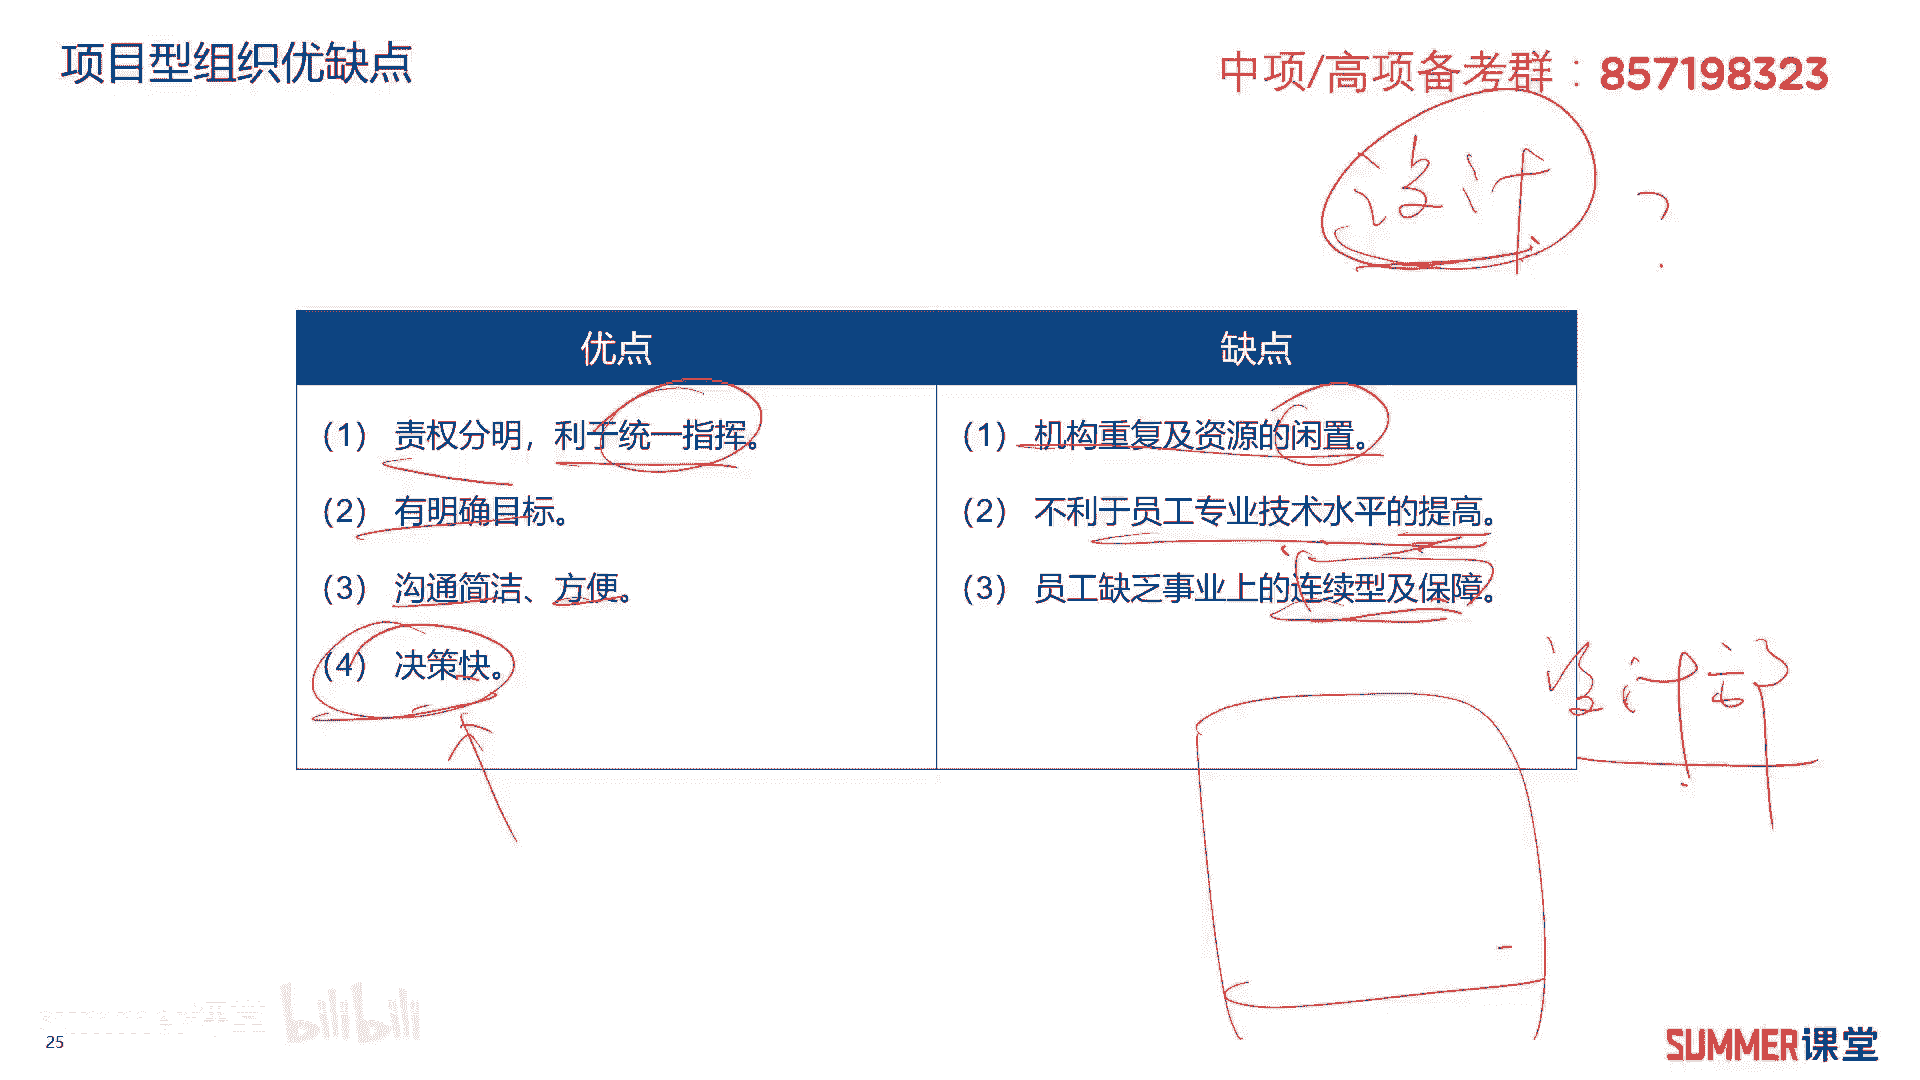 项目型组织优缺点
中项/高项备考群：857198323
设计
?
优点
缺点
(1) 责权分明，利于统一指挥。
(1) 机构重复及资源的闲置。
(2) 有明确目标。
(2) 不利于员工专业技术水平的提高。
(3) 沟通简洁、方便。
(3) 员工缺乏事业上的连续型及保障。
(4) 决策快。
设计部
bilibili
25
SUMMER课堂